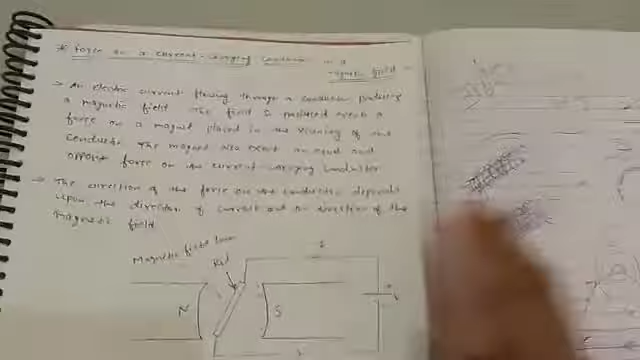 * Force on a current-carrying conductor in a
magnetic field -
→ An electric current flowing through a conductor produces
a magnetic field. The field so produced exert a
force on a magnet placed in the vicinity of the
conductor. The magnet also exert an equal and
opposite force on the current-carrying conductor
→ The direction of the force on the conductor depends
upon the direction of current and on direction of the
magnetic field
Magnetic field lines
Rod
N
S